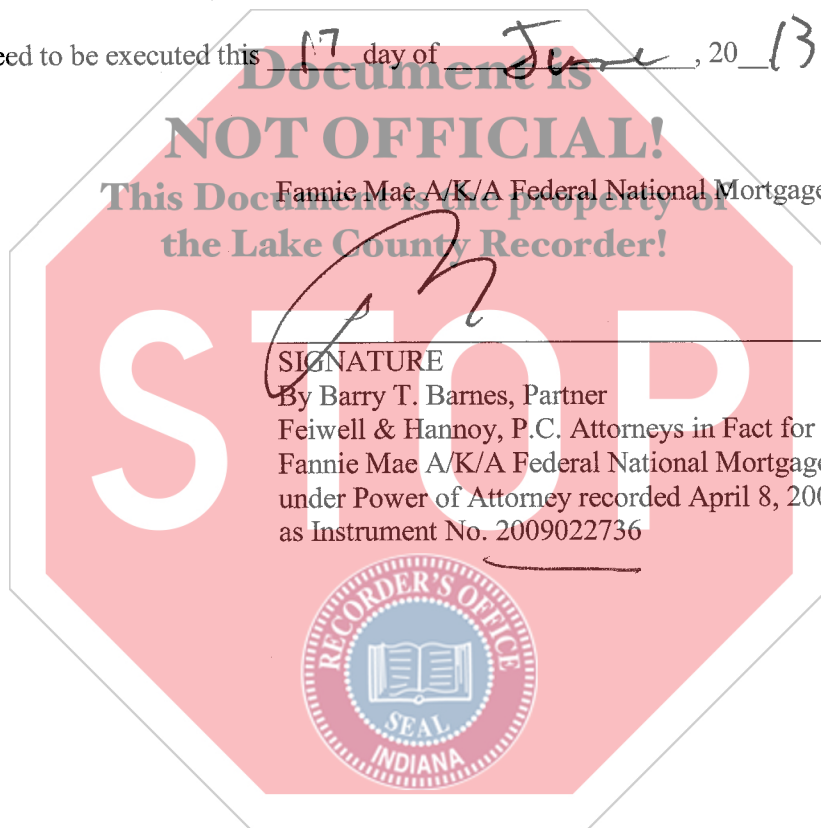 eed to be executed this 17 day of June, 20 13
Document is
NOT OFFICIAL!
Fannie Mae A/K/A Federal National Mortgage
This Document is the property of
the Lake County Recorder!
STOP
SIGNATURE
By Barry T. Barnes, Partner
Feiwell & Hannoy, P.C. Attorneys in Fact for
Fannie Mae A/K/A Federal National Mortgage
under Power of Attorney recorded April 8, 200
as Instrument No. 2009022736
RECORDER'S OFFICE
SEAL
INDIANA